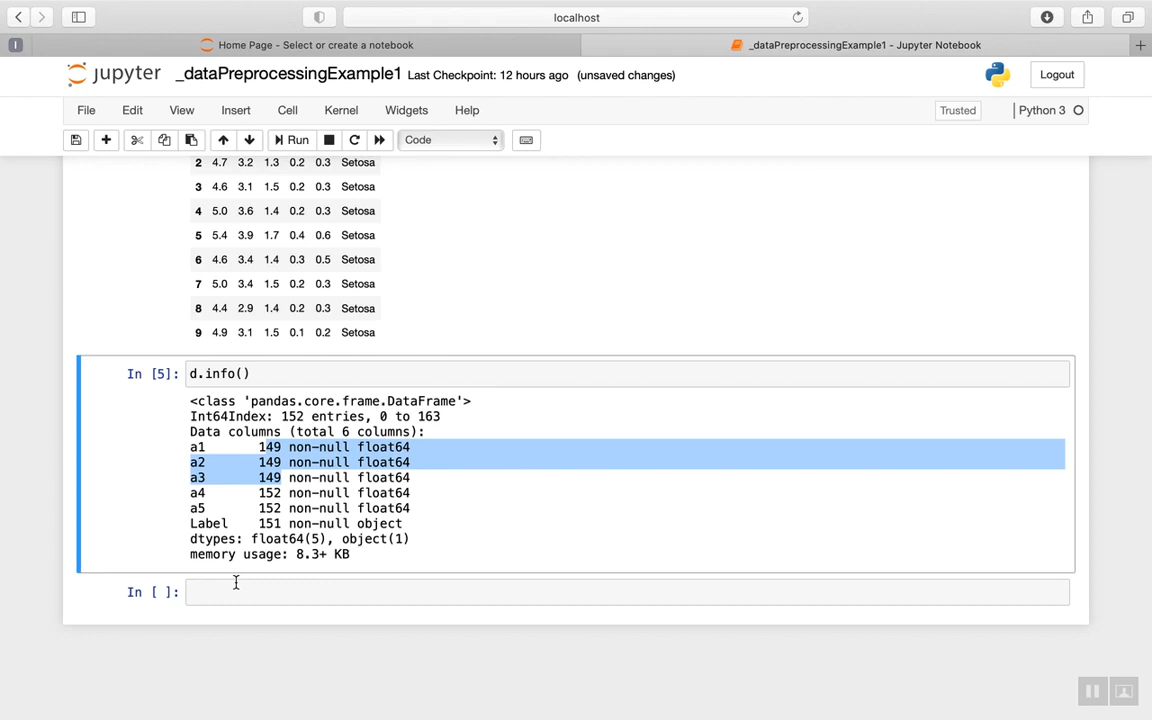 localhost
I
Home Page - Select or create a notebook
_dataPreprocessingExample1 - Jupyter Notebook
jupyter _dataPreprocessingExample1 Last Checkpoint: 12 hours ago (unsaved changes)
Logout
File Edit View Insert Cell Kernel Widgets Help
Trusted
Python 3
Run
Code
2 4.7 3.2 1.3 0.2 0.3 Setosa
3 4.6 3.1 1.5 0.2 0.3 Setosa
4 5.0 3.6 1.4 0.2 0.3 Setosa
5 5.4 3.9 1.7 0.4 0.6 Setosa
6 4.6 3.4 1.4 0.3 0.5 Setosa
7 5.0 3.4 1.5 0.2 0.3 Setosa
8 4.4 2.9 1.4 0.2 0.3 Setosa
9 4.9 3.1 1.5 0.1 0.2 Setosa
In [5]: d.info()
<class 'pandas.core.frame.DataFrame'>
Int64Index: 152 entries, 0 to 163
Data columns (total 6 columns):
a1 149 non-null float64
a2 149 non-null float64
a3 149 non-null float64
a4 152 non-null float64
a5 152 non-null float64
Label 151 non-null object
dtypes: float64(5), object(1)
memory usage: 8.3+ KB
In [ ]: